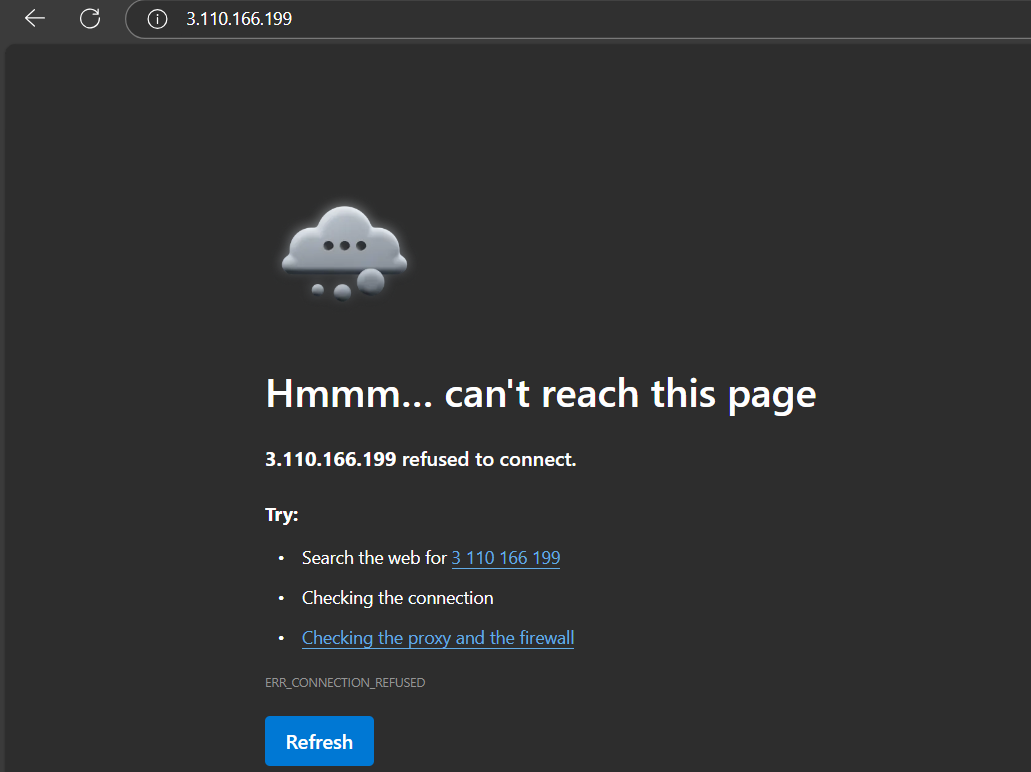 3.110.166.199
Hmmm... can't reach this page
3.110.166.199 refused to connect.
Try:
• Search the web for 3 110 166 199
• Checking the connection
• Checking the proxy and the firewall
ERR_CONNECTION_REFUSED
Refresh